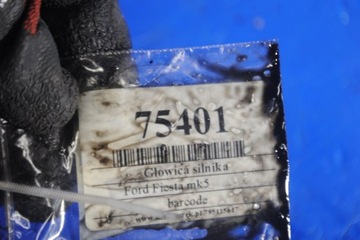 75401
Głowica silnika
Ford Fiesta mk5
barcode